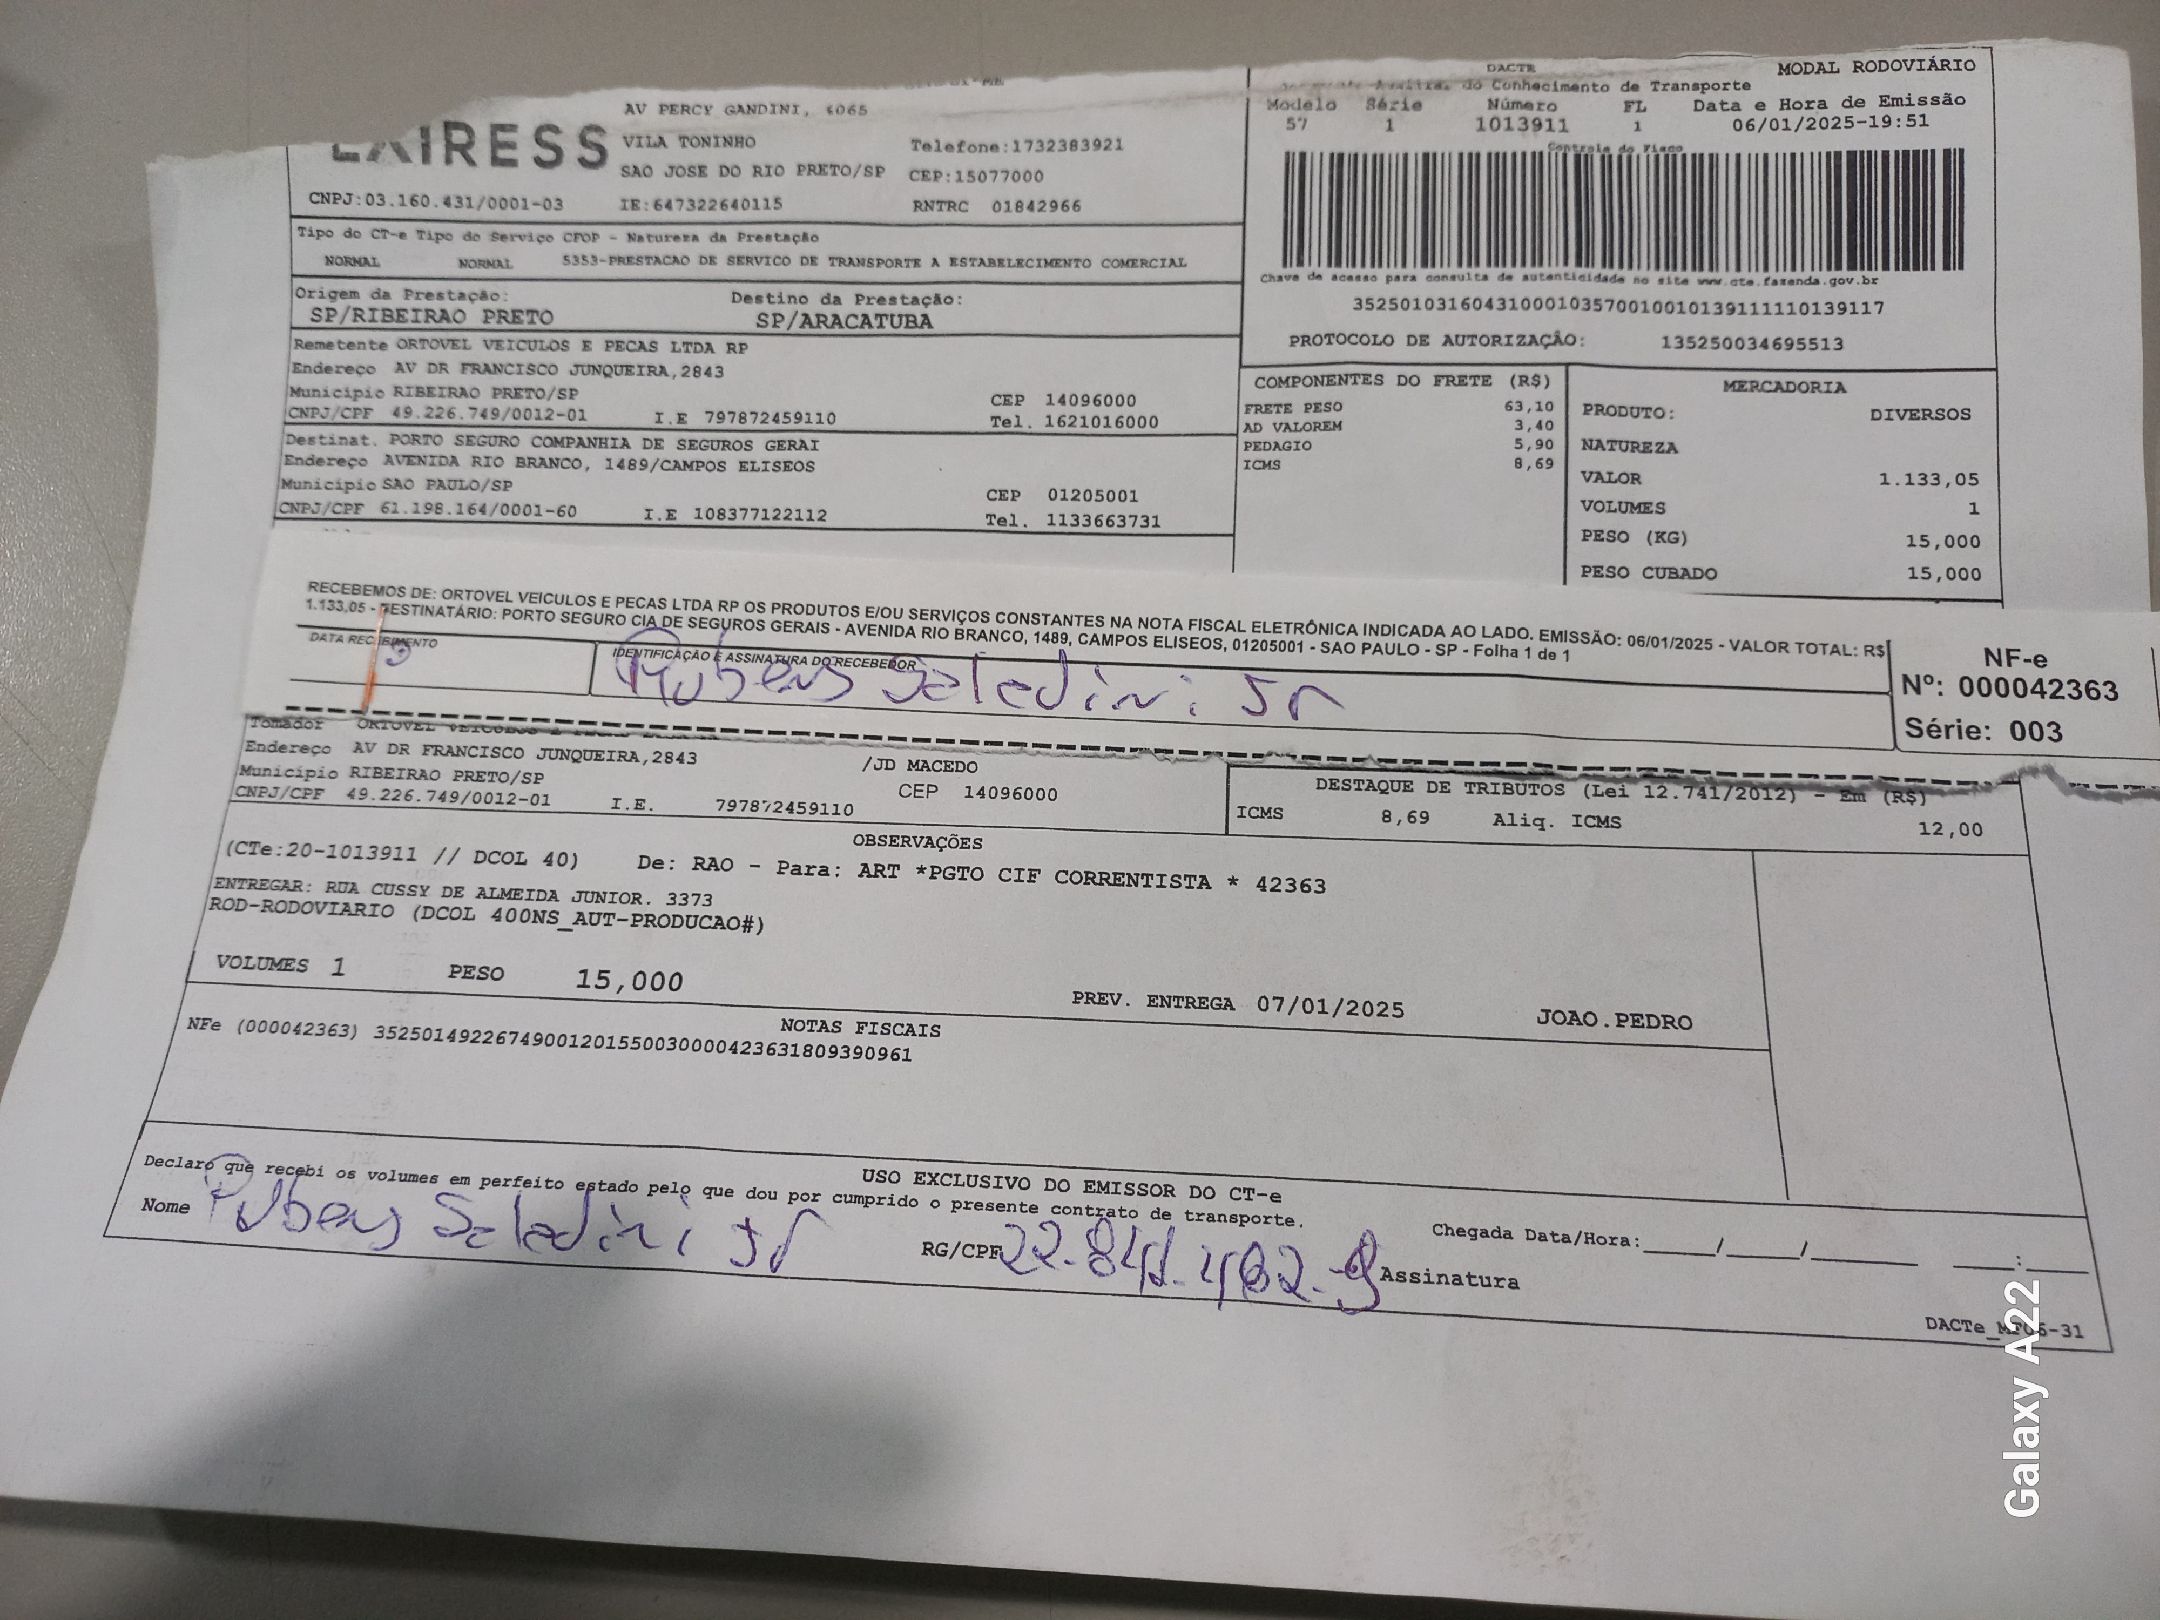 AV PERCY GANDINI, 4065
VILA TONINHO Telefone:1732383921
SAO JOSE DO RIO PRETO/SP CEP:15077000
CNPJ:03.160.431/0001-03 IE:647322640115 RNTRC 01842966
DACTE MODAL RODOVIÁRIO
do Conhecimento de Transporte
Modelo Série Número FL Data e Hora de Emissão
57 1 1013911 1 06/01/2025-19:51
Controle do Fisco
Chave de acesso para consulta de autenticidade no site www.cte.fazenda.gov.br
35250103160431000103570010010139111110139117
PROTOCOLO DE AUTORIZAÇÃO: 135250034695513
Tipo do CT-e Tipo do Serviço CFOP - Natureza da Prestação
NORMAL NORMAL 5353-PRESTACAO DE SERVICO DE TRANSPORTE A ESTABELECIMENTO COMERCIAL
Origem da Prestação: Destino da Prestação:
SP/RIBEIRAO PRETO SP/ARACATUBA
Remetente ORTOVEL VEICULOS E PECAS LTDA RP
Endereço AV DR FRANCISCO JUNQUEIRA,2843
Municipio RIBEIRAO PRETO/SP CEP 14096000
CNPJ/CPF 49.226.749/0012-01 I.E 797872459110 Tel. 1621016000
Destinat. PORTO SEGURO COMPANHIA DE SEGUROS GERAI
Endereço AVENIDA RIO BRANCO, 1489/CAMPOS ELISEOS
Municipio SAO PAULO/SP CEP 01205001
CNPJ/CPF 61.198.164/0001-60 I.E 108377122112 Tel. 1133663731
COMPONENTES DO FRETE (R$)
FRETE PESO 63,10
AD VALOREM 3,40
PEDAGIO 5,90
ICMS 8,69
MERCADORIA
PRODUTO: DIVERSOS
NATUREZA
VALOR 1.133,05
VOLUMES 1
PESO (KG) 15,000
PESO CUBADO 15,000
RECEBEMOS DE: ORTOVEL VEICULOS E PECAS LTDA RP OS PRODUTOS E/OU SERVIÇOS CONSTANTES NA NOTA FISCAL ELETRÔNICA INDICADA AO LADO. EMISSÃO: 06/01/2025 - VALOR TOTAL: R$
1.133,05 - DESTINATÁRIO: PORTO SEGURO CIA DE SEGUROS GERAIS - AVENIDA RIO BRANCO, 1489, CAMPOS ELISEOS, 01205001 - SAO PAULO - SP - Folha 1 de 1
DATA RECEBIMENTO IDENTIFICAÇÃO E ASSINATURA DO RECEBEDOR
Rubens Saledini Jr
NF-e
Nº: 000042363
Série: 003
Tomador ORTOVEL VEICULOS E
Endereço AV DR FRANCISCO JUNQUEIRA,2843 /JD MACEDO
Municipio RIBEIRAO PRETO/SP CEP 14096000
CNPJ/CPF 49.226.749/0012-01 I.E. 797872459110
DESTAQUE DE TRIBUTOS (Lei 12.741/2012) - Em (R$)
ICMS 8,69 Aliq. ICMS 12,00
OBSERVAÇÕES
(CTe:20-1013911 // DCOL 40) De: RAO - Para: ART *PGTO CIF CORRENTISTA * 42363
ENTREGAR: RUA CUSSY DE ALMEIDA JUNIOR. 3373
ROD-RODOVIARIO (DCOL 400NS_AUT-PRODUCAO#)
VOLUMES 1 PESO 15,000 PREV. ENTREGA 07/01/2025 JOAO.PEDRO
NOTAS FISCAIS
NFe (000042363) 35250149226749001201550030000423631809390961
USO EXCLUSIVO DO EMISSOR DO CT-e
Declaro que recebi os volumes em perfeito estado pelo que dou por cumprido o presente contrato de transporte.
Nome Rubens Saledini Jr RG/CPF Assinatura
Chegada Data/Hora:_____/_____/_______ ____:____
DACTe_MF06-31
Galaxy A22